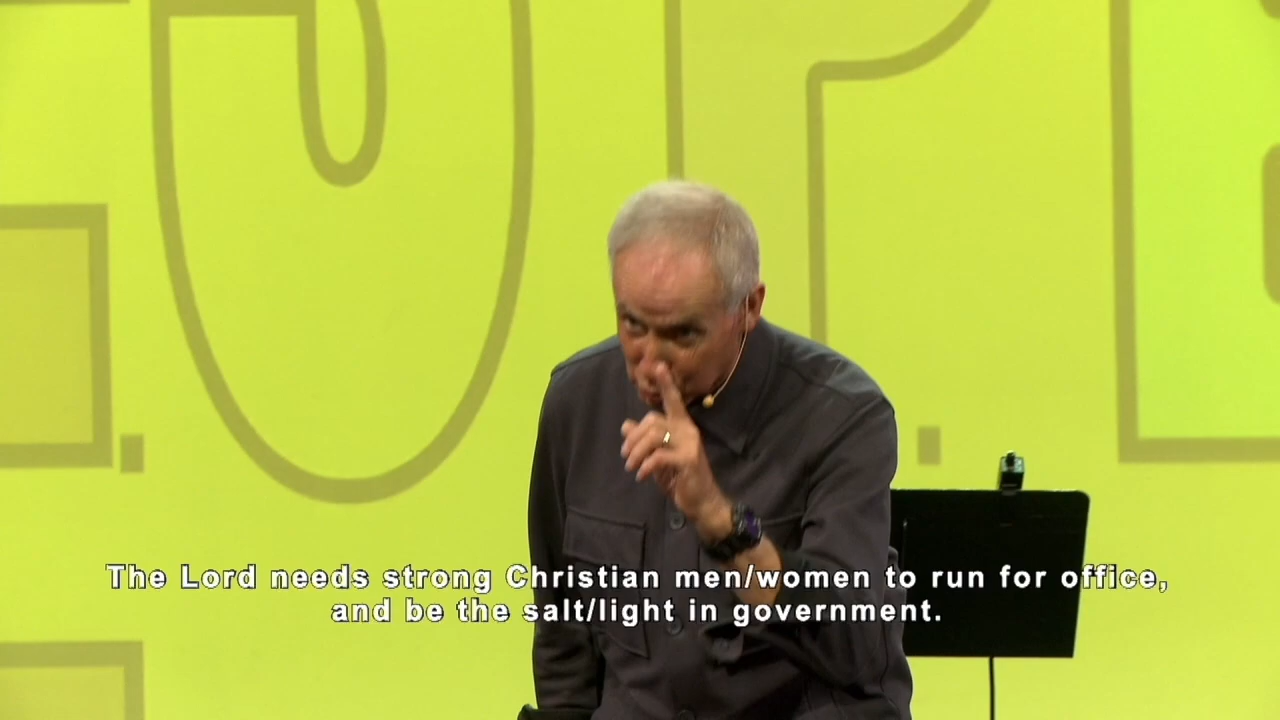 .J.P.E
The Lord needs strong Christian men/women to run for office,
and be the salt/light in government.